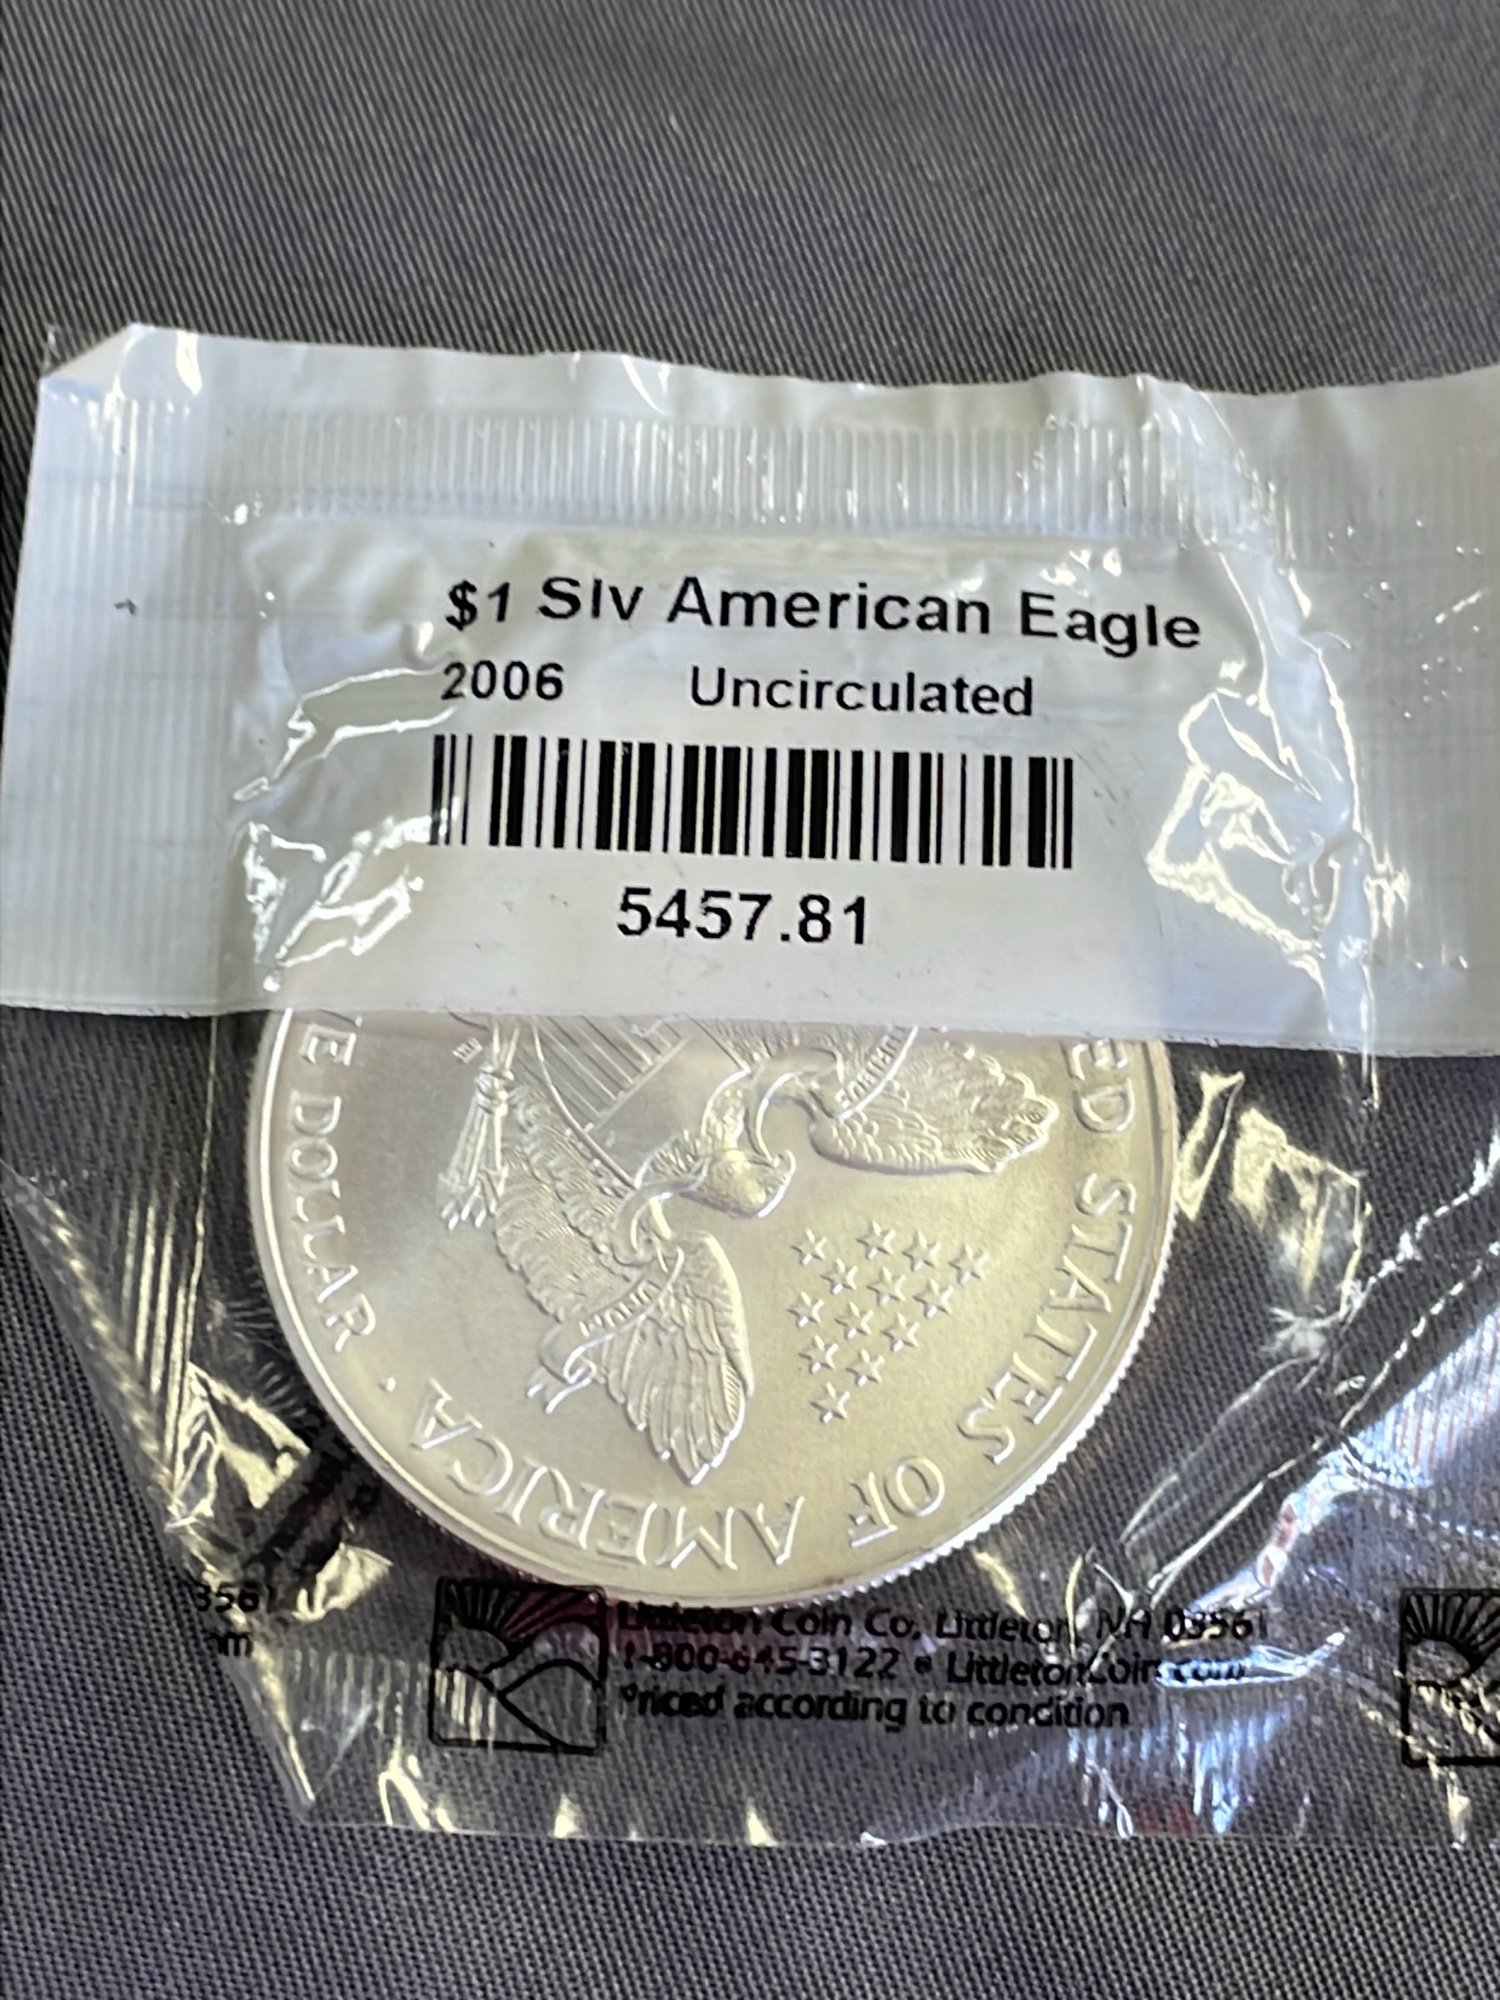 $1 Slv American Eagle
2006 Uncirculated
5457.81
E DOLLAR
ED STATES OF AMERICA
Littleton Coin Co, Littleton, NH 03561
1-800-645-3122 • LittletonCoin.com
Priced according to condition